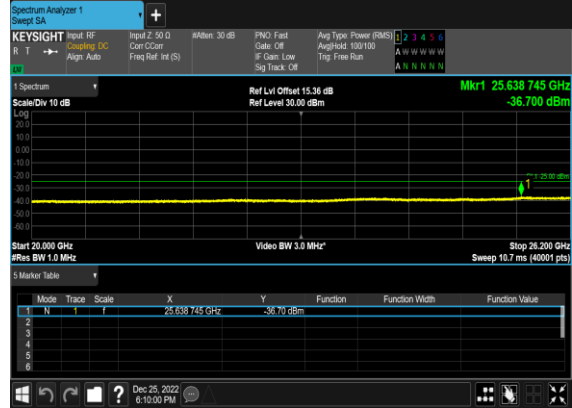 Spectrum Analyzer 1
Swept SA
+
KEYSIGHT Input: RF Input Z: 50 Ω #Atten: 30 dB PNO: Fast Avg Type: Power (RMS) 1 2 3 4 5 6
R T Coupling: DC Corr CCorr Gate: Off Avg|Hold: 100/100 A W W W W W
Align: Auto Freq Ref: Int (S) IF Gain: Low Trig: Free Run
Sig Track: Off A N N N N N
1 Spectrum Ref Lvl Offset 15.36 dB Mkr1 25.638 745 GHz
Scale/Div 10 dB Ref Level 30.00 dBm -36.700 dBm
Log
20.0
10.0
0.00
-10.0
-20.0
-30.0
-40.0
-50.0
-60.0
1
Start 20.000 GHz Video BW 3.0 MHz* Stop 26.200 GHz
#Res BW 1.0 MHz Sweep 10.7 ms (40001 pts)
5 Marker Table
Mode Trace Scale X Y Function Function Width Function Value
1 N 1 f 25.638 745 GHz -36.70 dBm
2
3
4
5
6
? Dec 25, 2022
6:10:00 PM